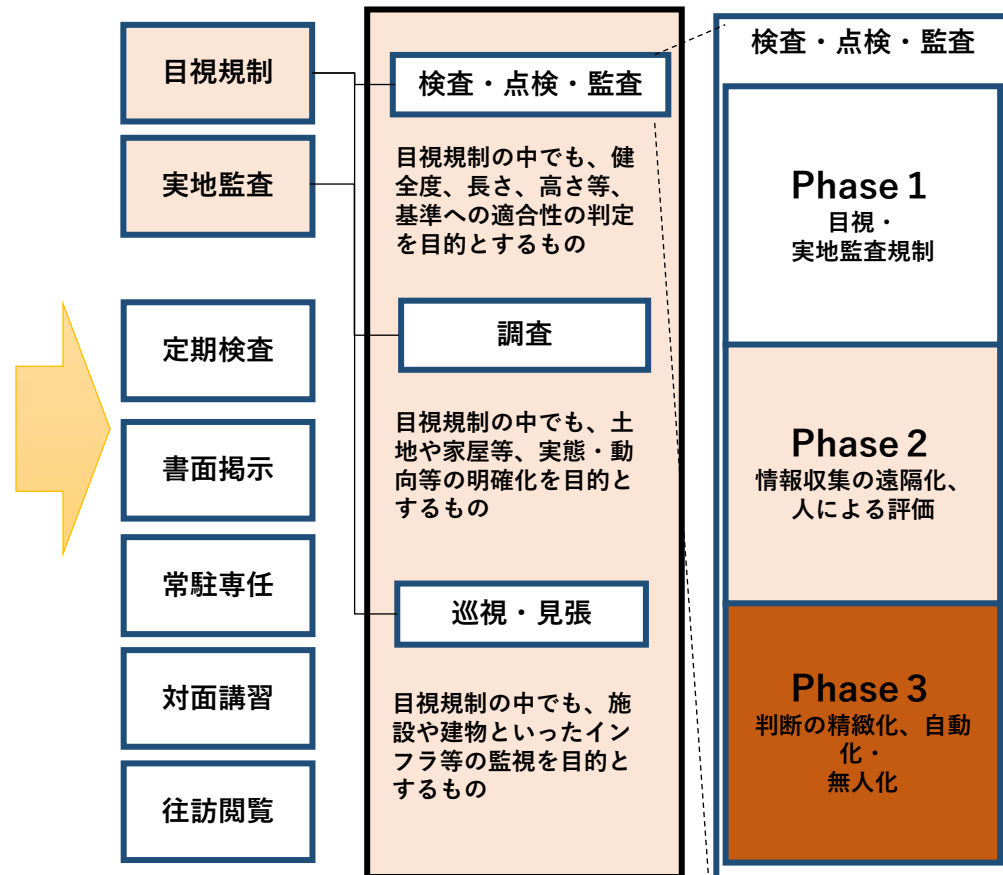 目視規制
実地監査
定期検査
書面掲示
常駐専任
対面講習
往訪閲覧
検査・点検・監査
目視規制の中でも、健
全度、長さ、高さ等、
基準への適合性の判定
を目的とするもの
調査
目視規制の中でも、土
地や家屋等、実態・動
向等の明確化を目的と
するもの
巡視・見張
目視規制の中でも、施
設や建物といったイン
フラ等の監視を目的と
するもの
検査・点検・監査
Phase 1
目視・
実地監査規制
Phase 2
情報収集の遠隔化、
人による評価
Phase 3
判断の精緻化、自動
化・
無人化